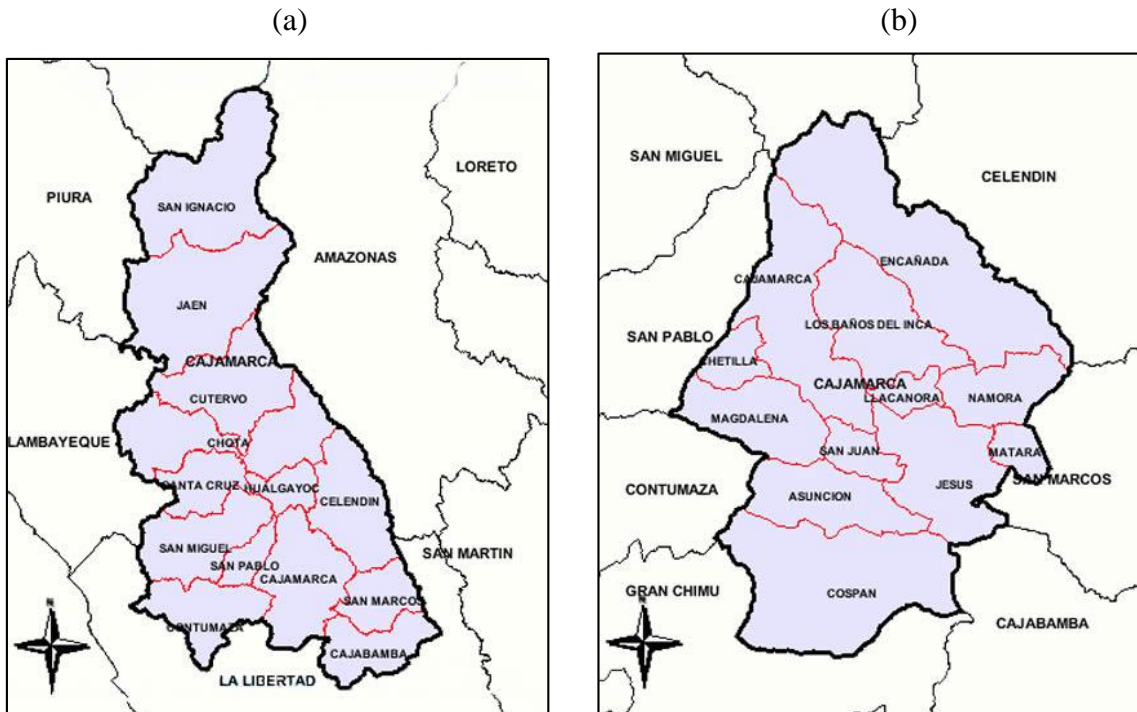 (a)
(b)
PIURA
LORETO
AMAZONAS
SAN IGNACIO
JAEN
CAJAMARCA
CUTERVO
LAMBAYEQUE
CHOTA
SANTA CRUZ
HUALGAYOC
CELENDIN
SAN MIGUEL
SAN PABLO
CAJAMARCA
SAN MARTIN
SAN MARCOS
CONTUMAZA
CAJABAMBA
LA LIBERTAD
N
SAN MIGUEL
CELENDIN
ENCAÑADA
CAJAMARCA
LOS BAÑOS DEL INCA
SAN PABLO
CHETILLA
CAJAMARCA
LLACANORA
NAMORA
MAGDALENA
SAN JUAN
MATARA
CONTUMAZA
ASUNCION
JESUS
SAN MARCOS
GRAN CHIMU
COSPAN
CAJABAMBA
N